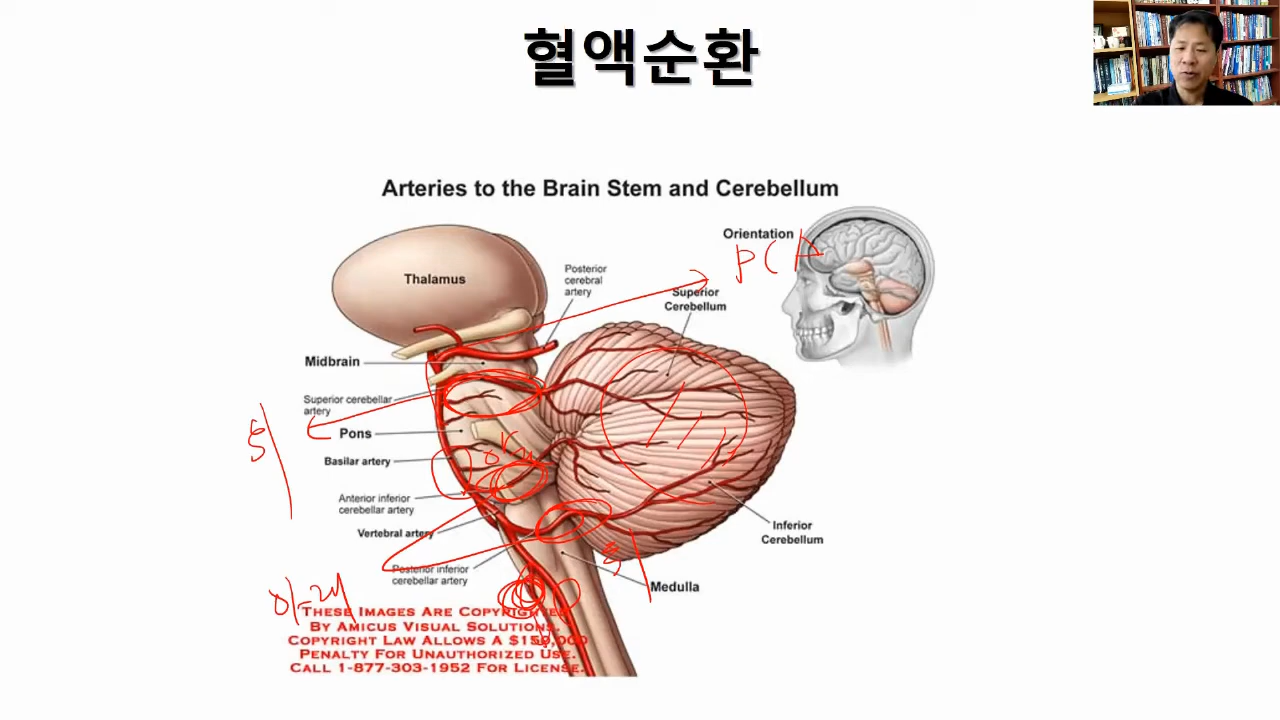 혈액순환
Arteries to the Brain Stem and Cerebellum
Orientation
PCA
Thalamus
Posterior
cerebral
artery
Superior
Cerebellum
Midbrain
Superior cerebellar
artery
Pons
Basilar artery
Anterior inferior
cerebellar artery
Vertebral artery
Inferior
Cerebellum
Posterior inferior
cerebellar artery
Medulla
THESE IMAGES ARE COPYRIGHTED
BY AMICUS VISUAL SOLUTIONS.
COPYRIGHT LAW ALLOWS A $150,000
PENALTY FOR UNAUTHORIZED USE.
CALL 1-877-303-1952 FOR LICENSE.